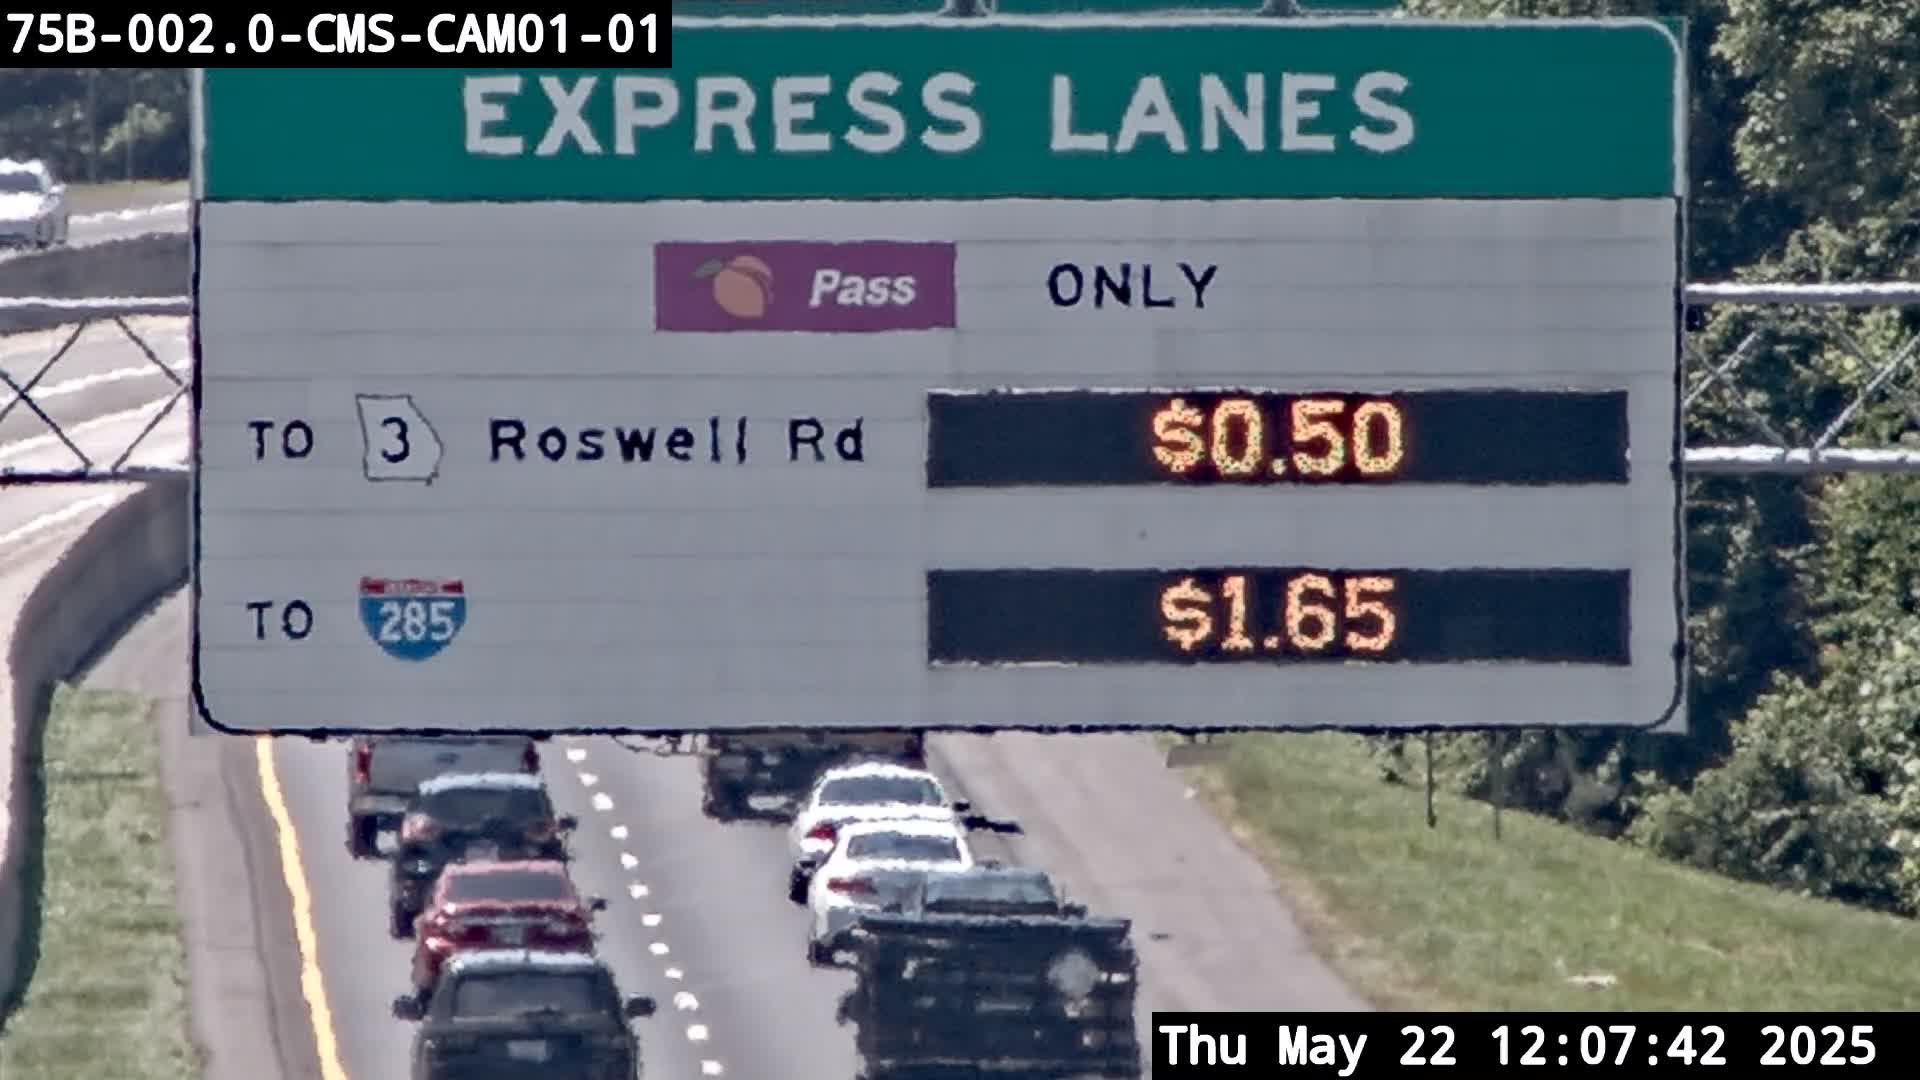 75B-002.0-CMS-CAM01-01
EXPRESS LANES
Pass ONLY
TO 3 Roswell Rd $0.50
TO 285 $1.65
Thu May 22 12:07:42 2025